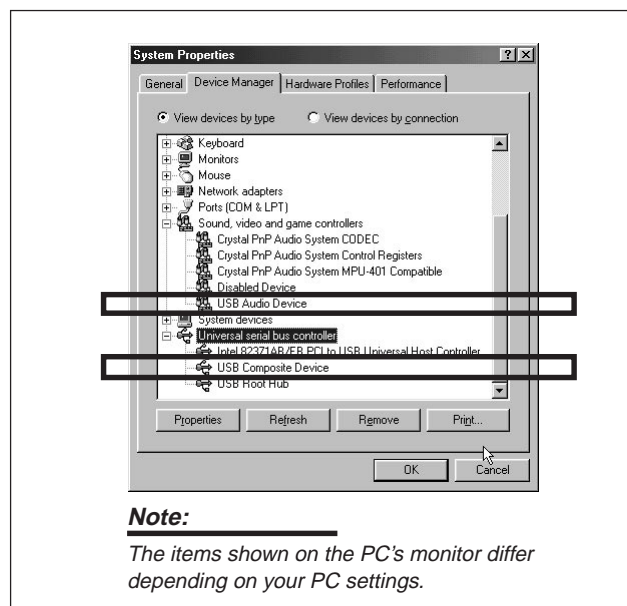 System Properties
General Device Manager Hardware Profiles Performance
View devices by type View devices by connection
Keyboard
Monitors
Mouse
Network adapters
Ports (COM & LPT)
Sound, video and game controllers
Crystal PnP Audio System CODEC
Crystal PnP Audio System Control Registers
Crystal PnP Audio System MPU-401 Compatible
Disabled Device
USB Audio Device
System devices
Universal serial bus controller
Intel 82371AB/EB PCI to USB Universal Host Controller
USB Composite Device
USB Root Hub
Properties Refresh Remove Print...
OK Cancel
Note:
The items shown on the PC's monitor differ
depending on your PC settings.